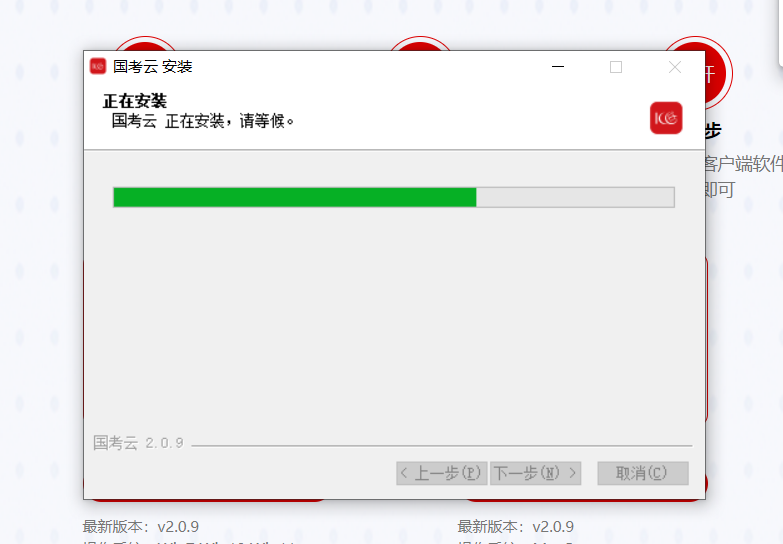 国考云 安装
正在安装
国考云 正在安装，请等候。
KC
步
客户端软件
即可
国考云 2.0.9
< 上一步(P)
下一步(N) >
取消(C)
最新版本：v2.0.9
最新版本：v2.0.9